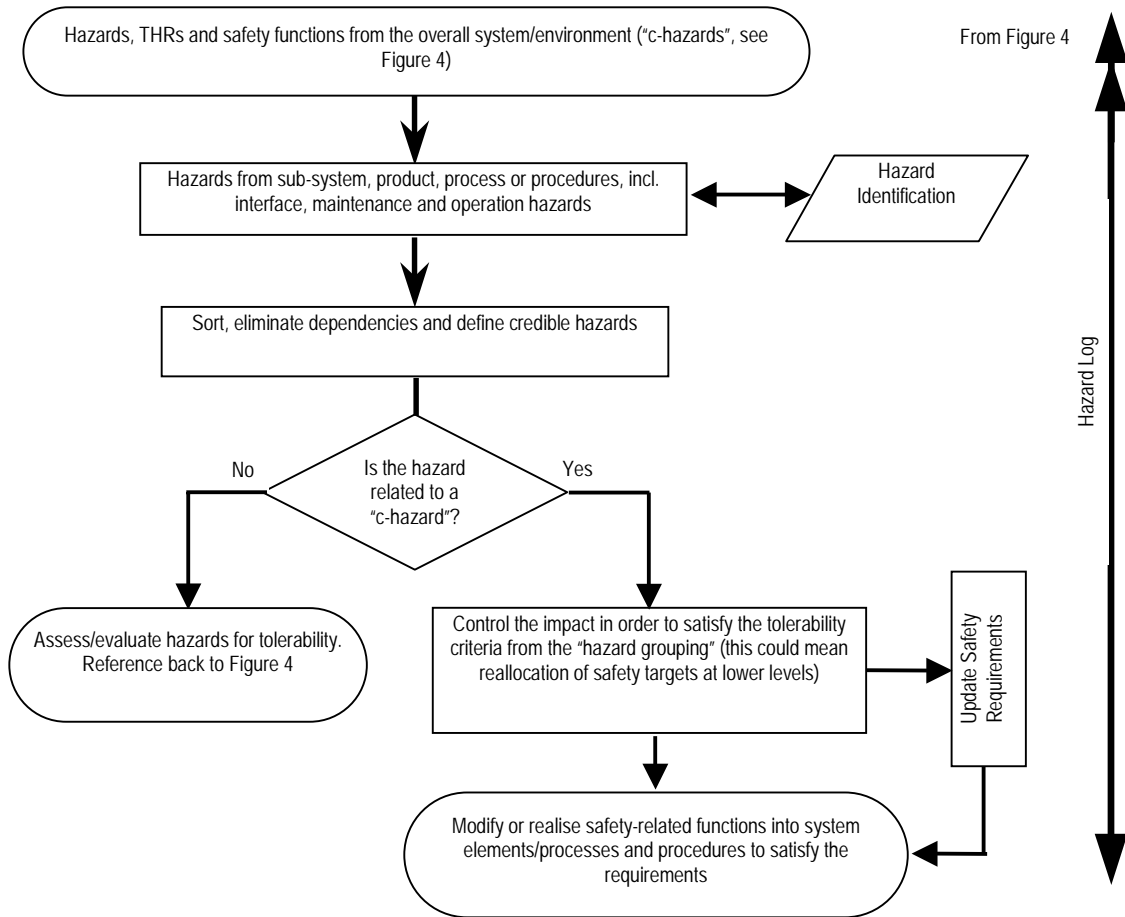 Hazards, THRs and safety functions from the overall system/environment ("c-hazards", see
Figure 4)
From Figure 4
Hazards from sub-system, product, process or procedures, incl.
interface, maintenance and operation hazards
Hazard
Identification
Sort, eliminate dependencies and define credible hazards
Hazard Log
No
Yes
Is the hazard
related to a
"c-hazard"?
Assess/evaluate hazards for tolerability.
Reference back to Figure 4
Control the impact in order to satisfy the tolerability
criteria from the "hazard grouping" (this could mean
reallocation of safety targets at lower levels)
Update Safety
Requirements
Modify or realise safety-related functions into system
elements/processes and procedures to satisfy the
requirements